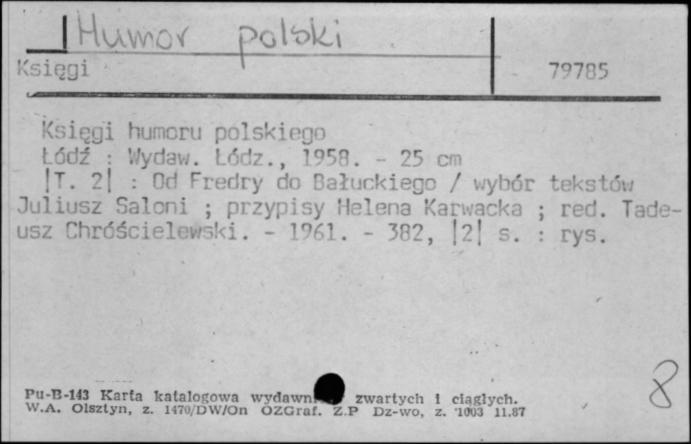 Humor polski
Księgi 79785
Księgi humoru polskiego
Łódź : Wydaw. Łódz., 1958. - 25 cm
|T. 2| : Od Fredry do Bałuckiego / wybór tekstów
Juliusz Saloni ; przypisy Helena Karwacka ; red. Tade-
usz Chróścielewski. - 1961. - 382, |2| s. : rys.
8
Pu-B-143 Karta katalogowa zwartych i ciągłych.
W.A. Olsztyn, z. 1470/DW/On OZGraf. Z.P Dz-wo, z. 1003 11.87